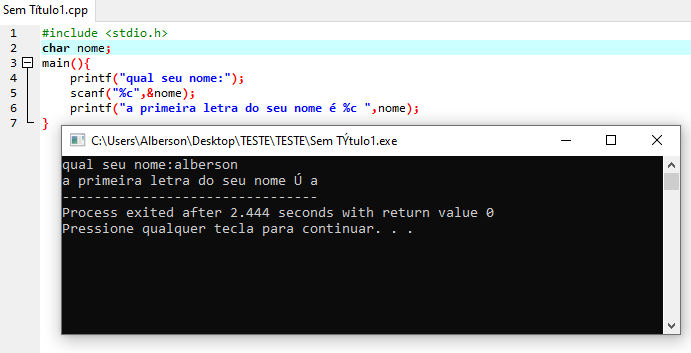 Sem Título1.cpp
1 #include <stdio.h>
2 char nome;
3 main(){
4 printf("qual seu nome:");
5 scanf("%c",&nome);
6 printf("a primeira letra do seu nome é %c ",nome);
7 }
C:\Users\Alberson\Desktop\TESTE\TESTE\Sem TÝtulo1.exe
qual seu nome:alberson
a primeira letra do seu nome Ú a
--------------------------------
Process exited after 2.444 seconds with return value 0
Pressione qualquer tecla para continuar. . .